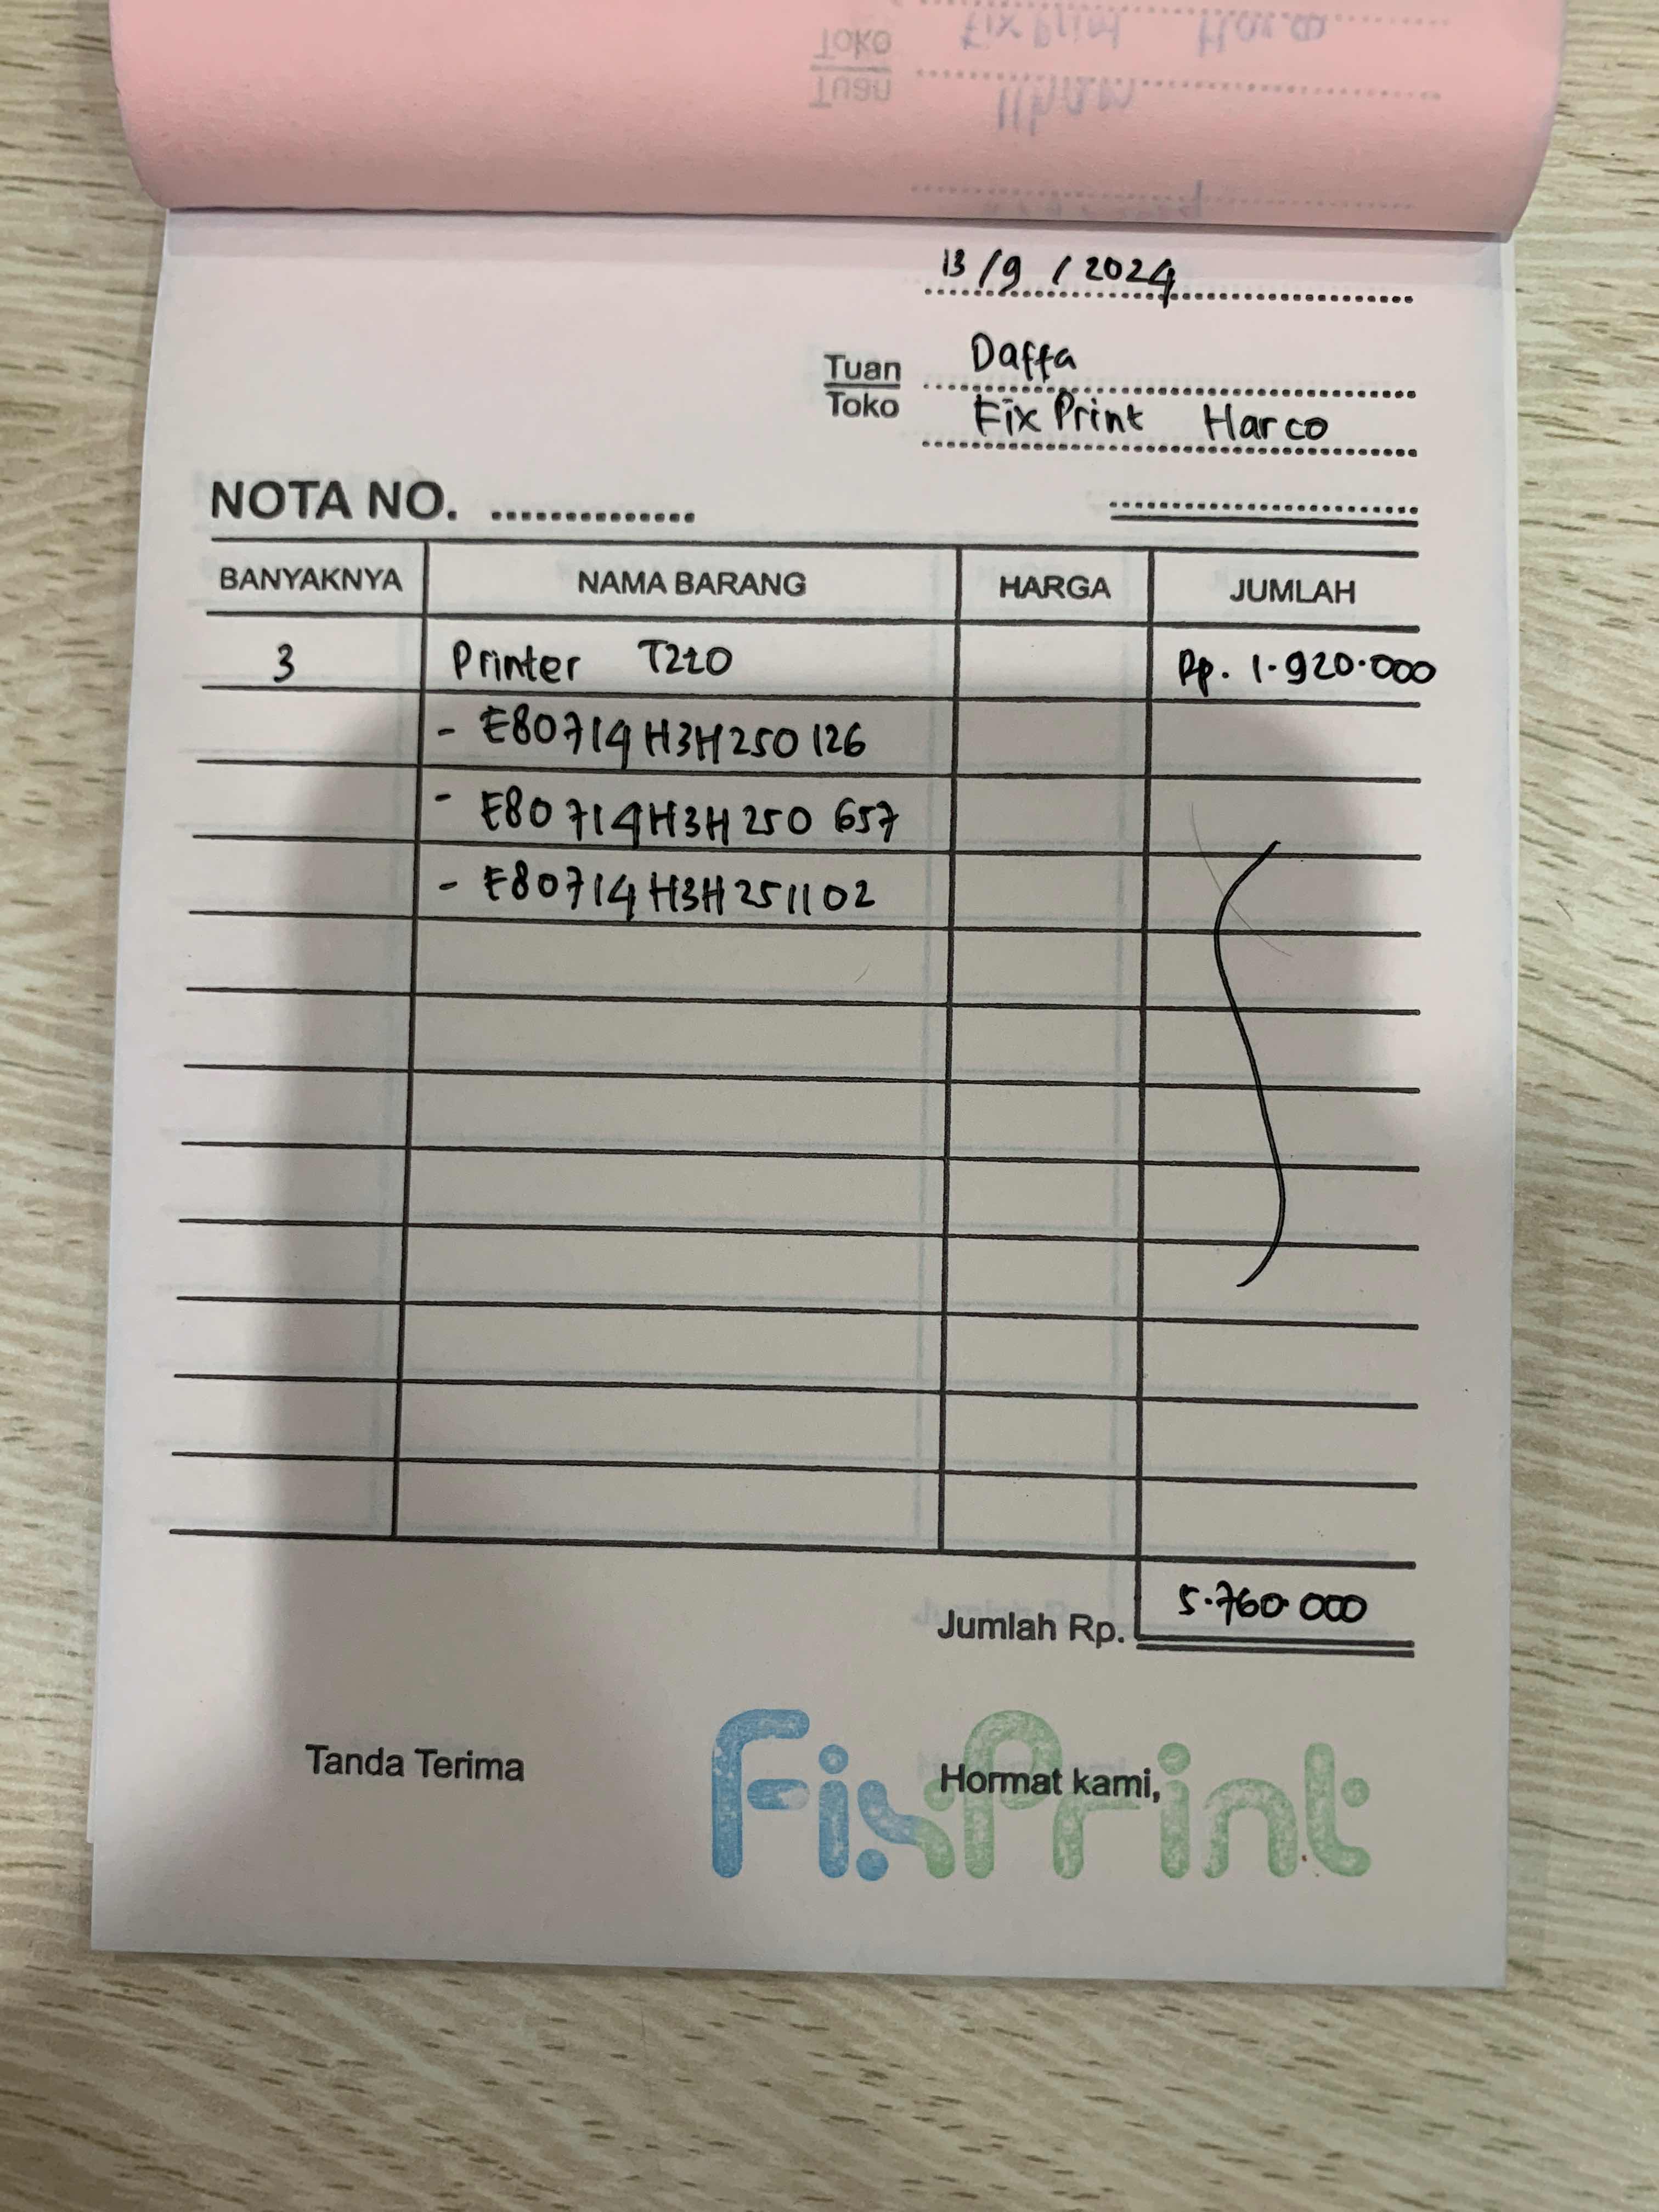 13/9/2024
Tuan Daffa
Toko Fix Print Harco
NOTA NO. ..............
BANYAKNYA NAMA BARANG HARGA JUMLAH
3 Printer T220 Rp. 1.920.000
- E80714H3H250126
- E80714H3H250657
- E80714H3H251102
Jumlah Rp. 5.760.000
Tanda Terima Hormat kami,
FixPrint